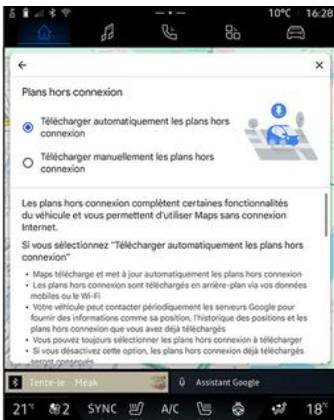 10°C 16:28
Plans hors connexion
Télécharger automatiquement les plans hors
connexion
Télécharger manuellement les plans hors
connexion
Les plans hors connexion complètent certaines fonctionnalités
du véhicule et vous permettent d'utiliser Maps sans connexion
Internet.
Si vous sélectionnez "Télécharger automatiquement les plans hors
connexion"
• Maps télécharge et met à jour automatiquement les plans hors connexion
• Les plans hors connexion sont téléchargés en arrière-plan via vos données
mobiles ou le Wi-Fi
• Votre véhicule peut contacter périodiquement les serveurs Google pour
fournir des informations comme sa position, l'historique des positions et les
plans hors connexion que vous avez déjà téléchargés
• Vous pouvez toujours sélectionner les plans hors connexion à télécharger
• Si vous désactivez cette option, les plans hors connexion déjà téléchargés
seront conservés
Tente-le · Meak
Assistant Google
21° 2 SYNC A/C 18°